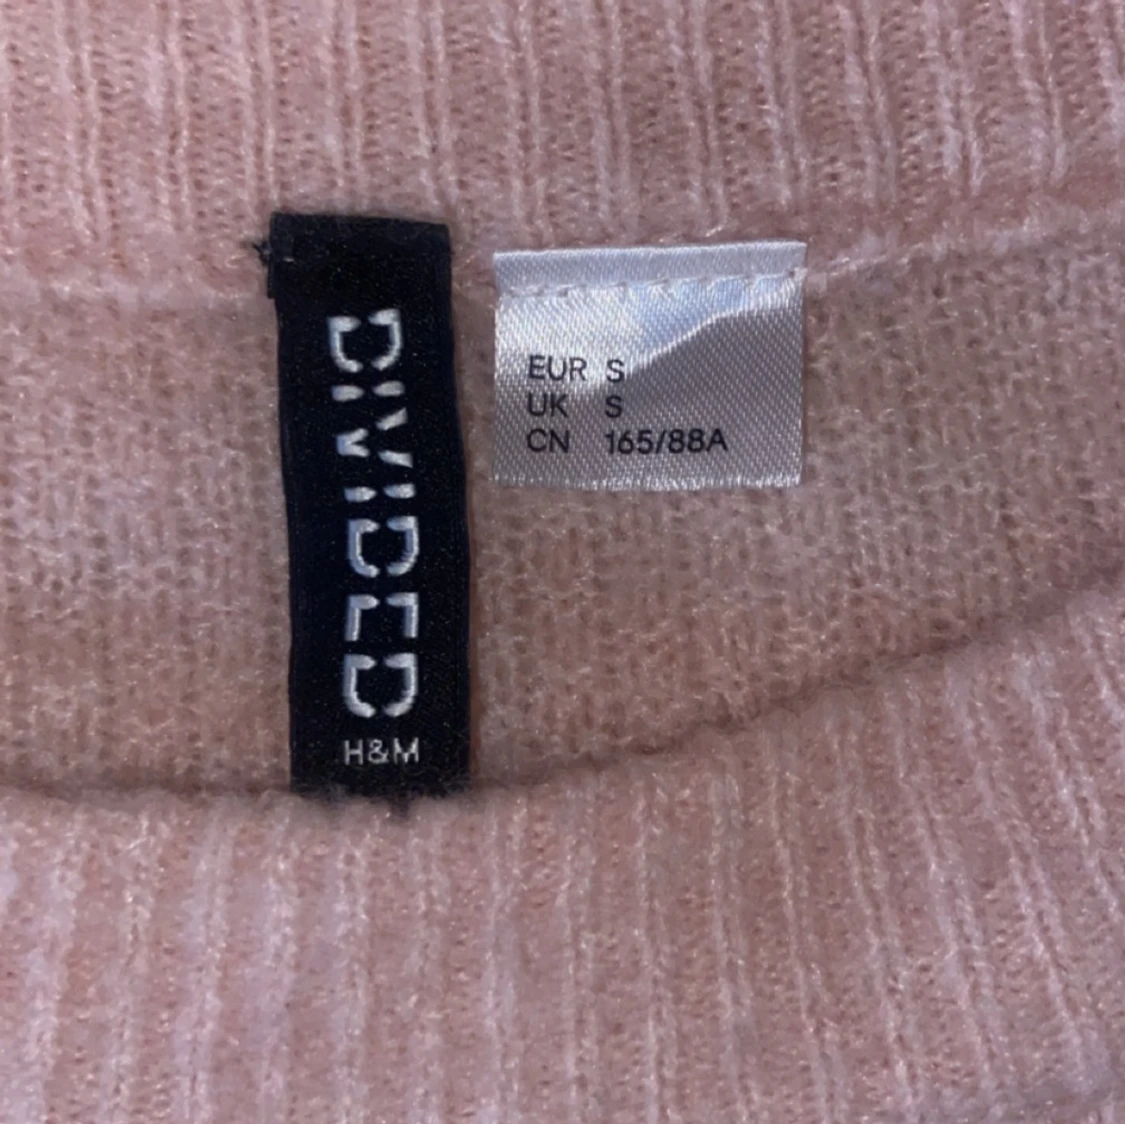 DIVIDED
H&M
EUR S
UK S
CN 165/88A